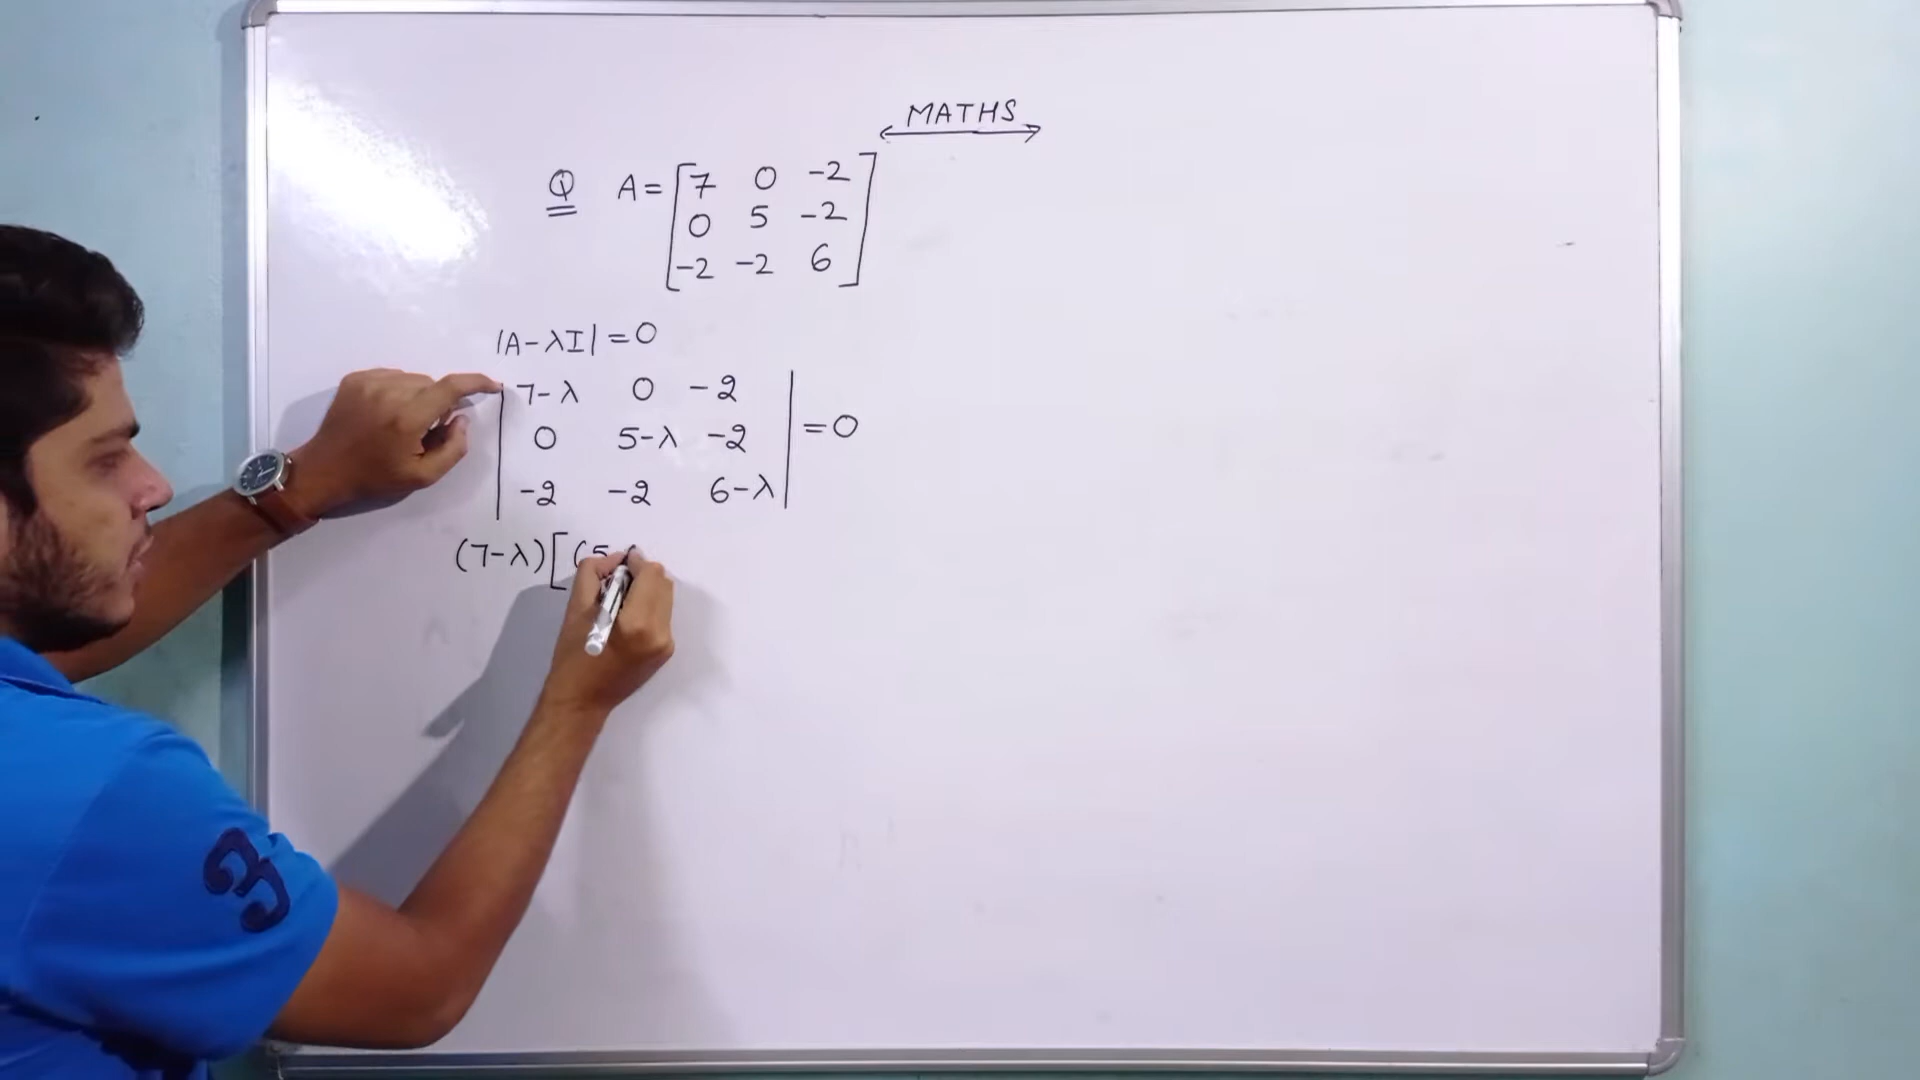 MATHS
Q A = [7 0 -2
0 5 -2
-2 -2 6]
|A-λI| = 0
|7-λ 0 -2
0 5-λ -2
-2 -2 6-λ| = 0
(7-λ)[(5-
3